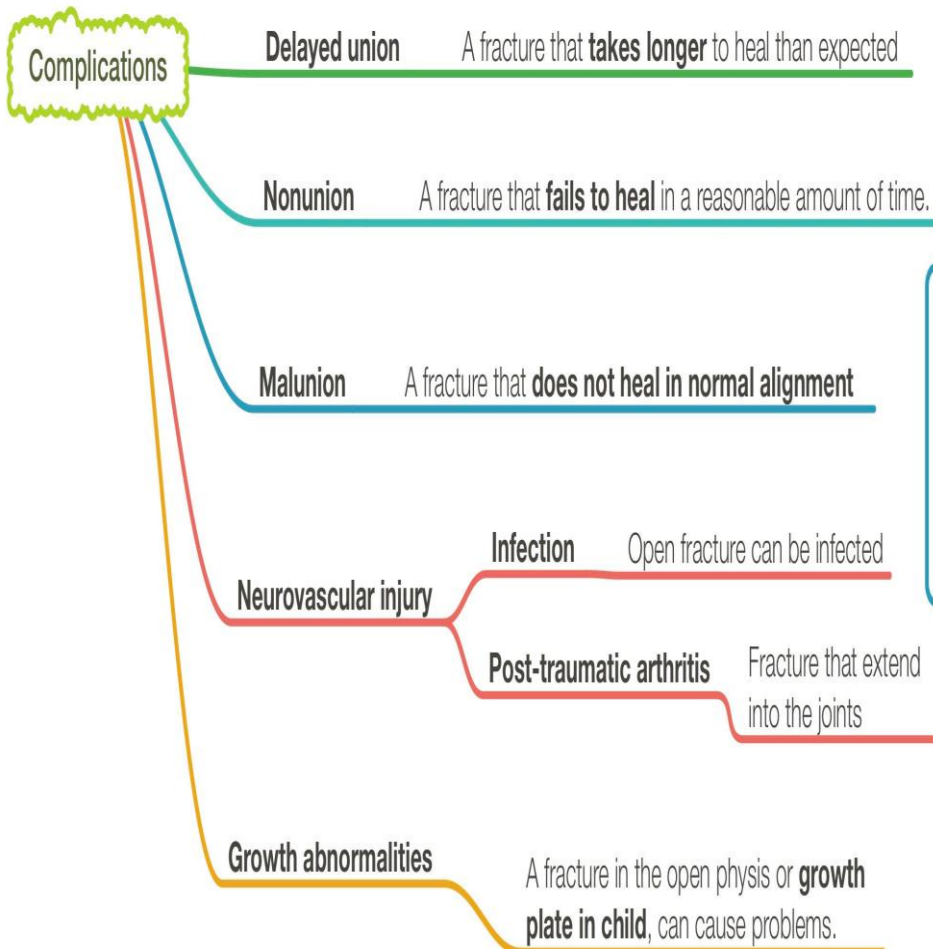 Complications
Delayed union A fracture that takes longer to heal than expected
Nonunion A fracture that fails to heal in a reasonable amount of time.
Malunion A fracture that does not heal in normal alignment
Neurovascular injury
Infection Open fracture can be infected
Post-traumatic arthritis Fracture that extend
into the joints
Growth abnormalities A fracture in the open physis or growth
plate in child, can cause problems.